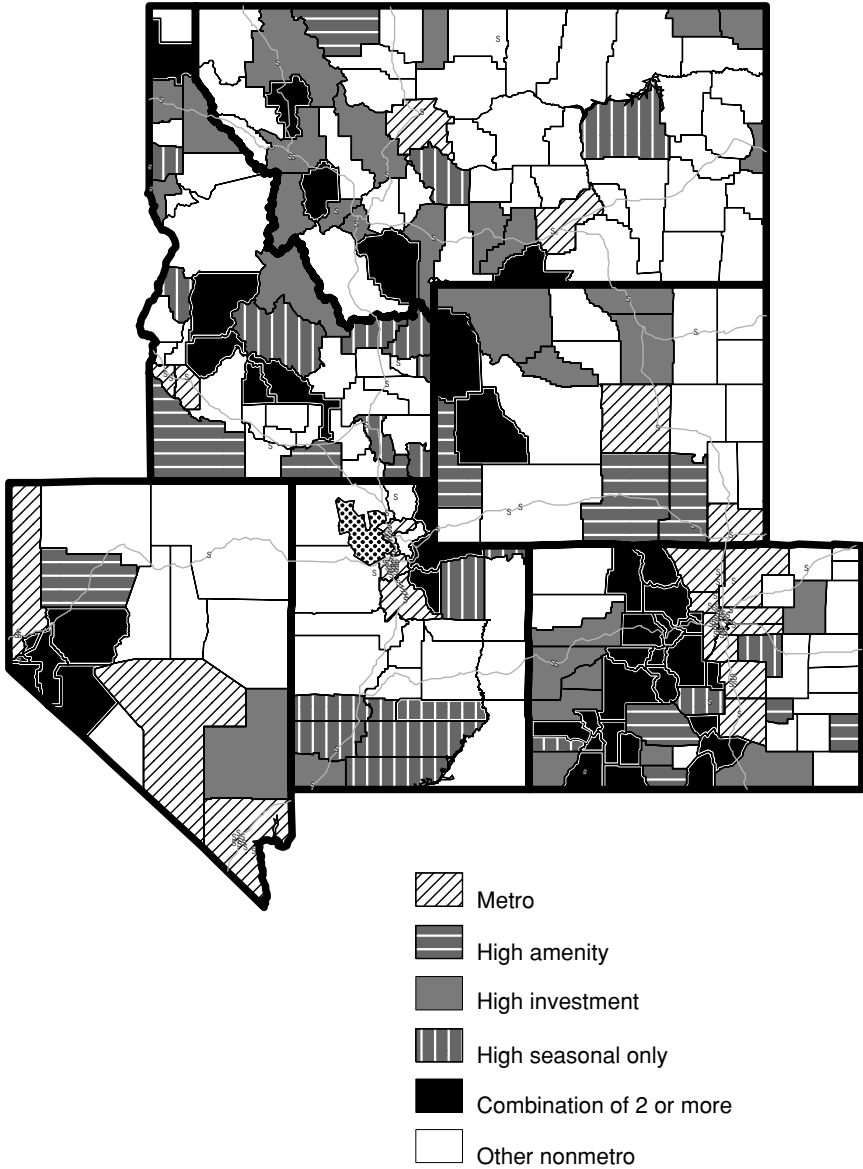 Metro
High amenity
High investment
High seasonal only
Combination of 2 or more
Other nonmetro